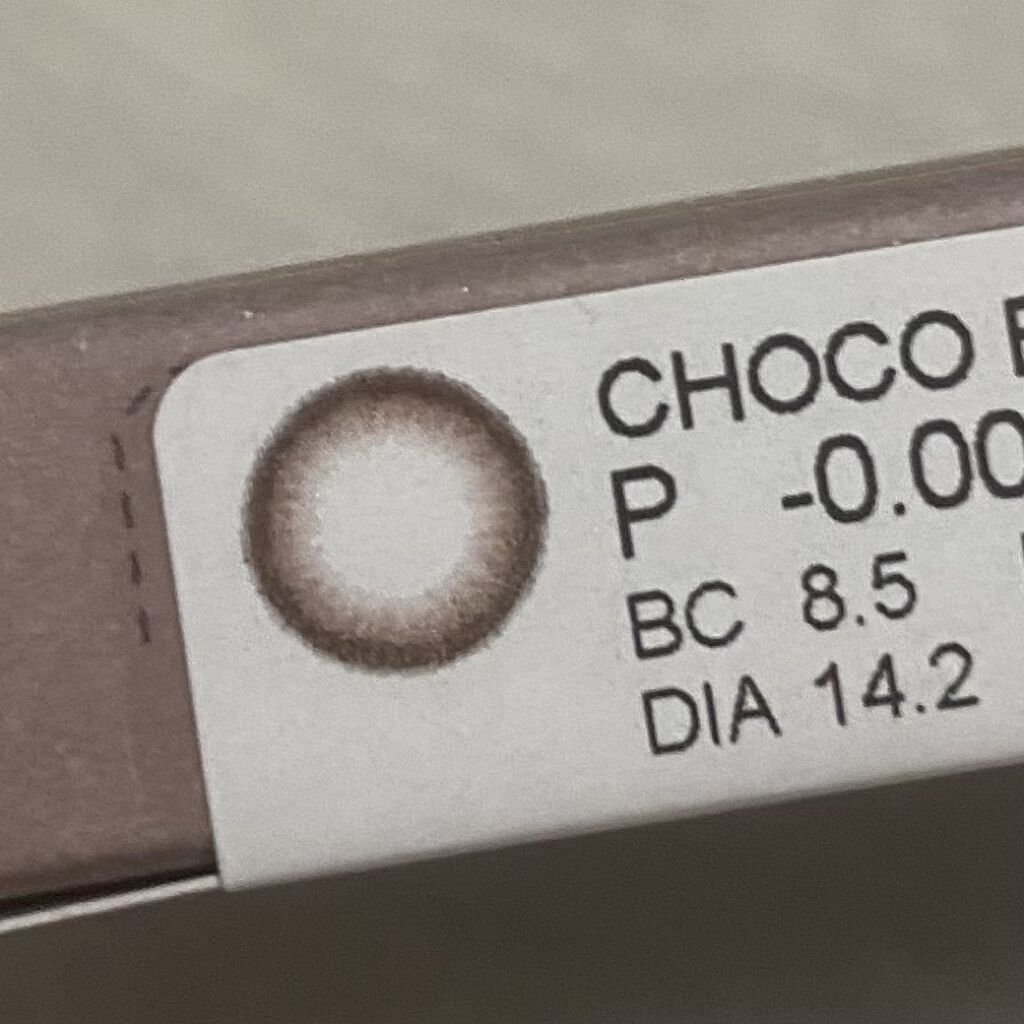 CHOCO
P -0.00
BC 8.5
DIA 14.2